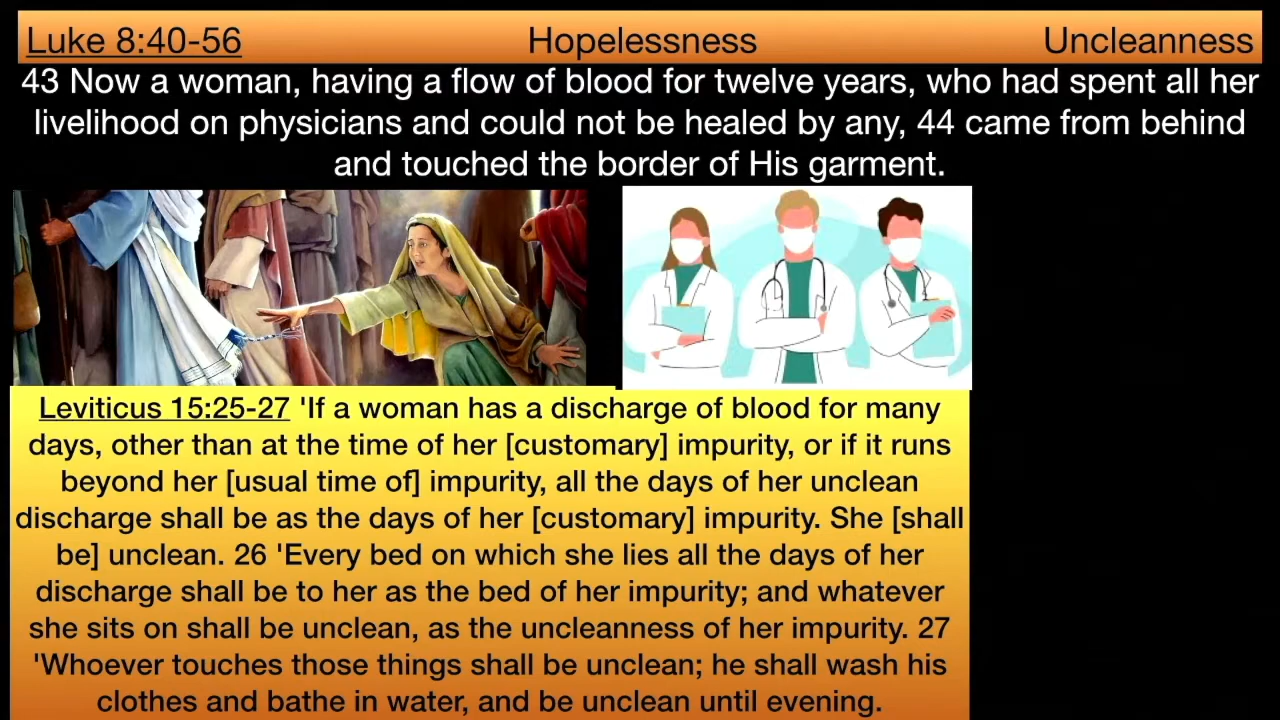 Luke 8:40-56 Hopelessness Uncleanness
43 Now a woman, having a flow of blood for twelve years, who had spent all her
livelihood on physicians and could not be healed by any, 44 came from behind
and touched the border of His garment.
Leviticus 15:25-27 'If a woman has a discharge of blood for many
days, other than at the time of her [customary] impurity, or if it runs
beyond her [usual time of] impurity, all the days of her unclean
discharge shall be as the days of her [customary] impurity. She [shall
be] unclean. 26 'Every bed on which she lies all the days of her
discharge shall be to her as the bed of her impurity; and whatever
she sits on shall be unclean, as the uncleanness of her impurity. 27
'Whoever touches those things shall be unclean; he shall wash his
clothes and bathe in water, and be unclean until evening.